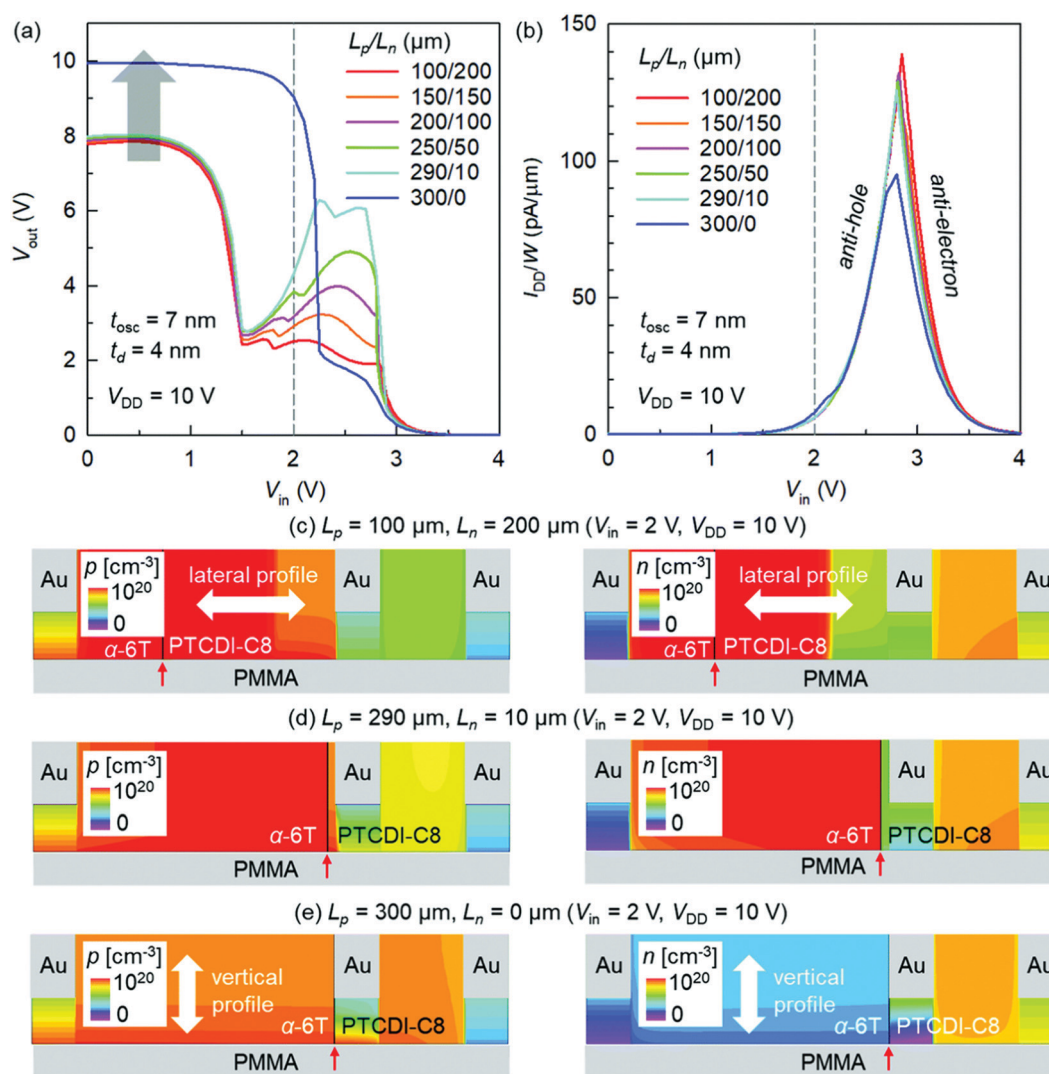 (a)
V_out (V)
10
8
6
4
2
0
L_p/L_n (μm)
100/200
150/150
200/100
250/50
290/10
300/0
t_osc = 7 nm
t_d = 4 nm
V_DD = 10 V
0 1 2 3 4
V_in (V)
(b)
I_DD/W (pA/μm)
150
100
50
0
L_p/L_n (μm)
100/200
150/150
200/100
250/50
290/10
300/0
anti-hole
anti-electron
t_osc = 7 nm
t_d = 4 nm
V_DD = 10 V
0 1 2 3 4
V_in (V)
(c) L_p = 100 μm, L_n = 200 μm (V_in = 2 V, V_DD = 10 V)
Au
p [cm-3]
10^20
0
lateral profile
Au
Au
α-6T
PTCDI-C8
PMMA
Au
n [cm-3]
10^20
0
lateral profile
Au
Au
α-6T
PTCDI-C8
PMMA
(d) L_p = 290 μm, L_n = 10 μm (V_in = 2 V, V_DD = 10 V)
Au
p [cm-3]
10^20
0
Au
Au
α-6T
PTCDI-C8
PMMA
Au
n [cm-3]
10^20
0
Au
Au
α-6T
PTCDI-C8
PMMA
(e) L_p = 300 μm, L_n = 0 μm (V_in = 2 V, V_DD = 10 V)
Au
p [cm-3]
10^20
0
vertical
profile
Au
Au
α-6T
PTCDI-C8
PMMA
Au
n [cm-3]
10^20
0
vertical
profile
Au
Au
α-6T
PTCDI-C8
PMMA